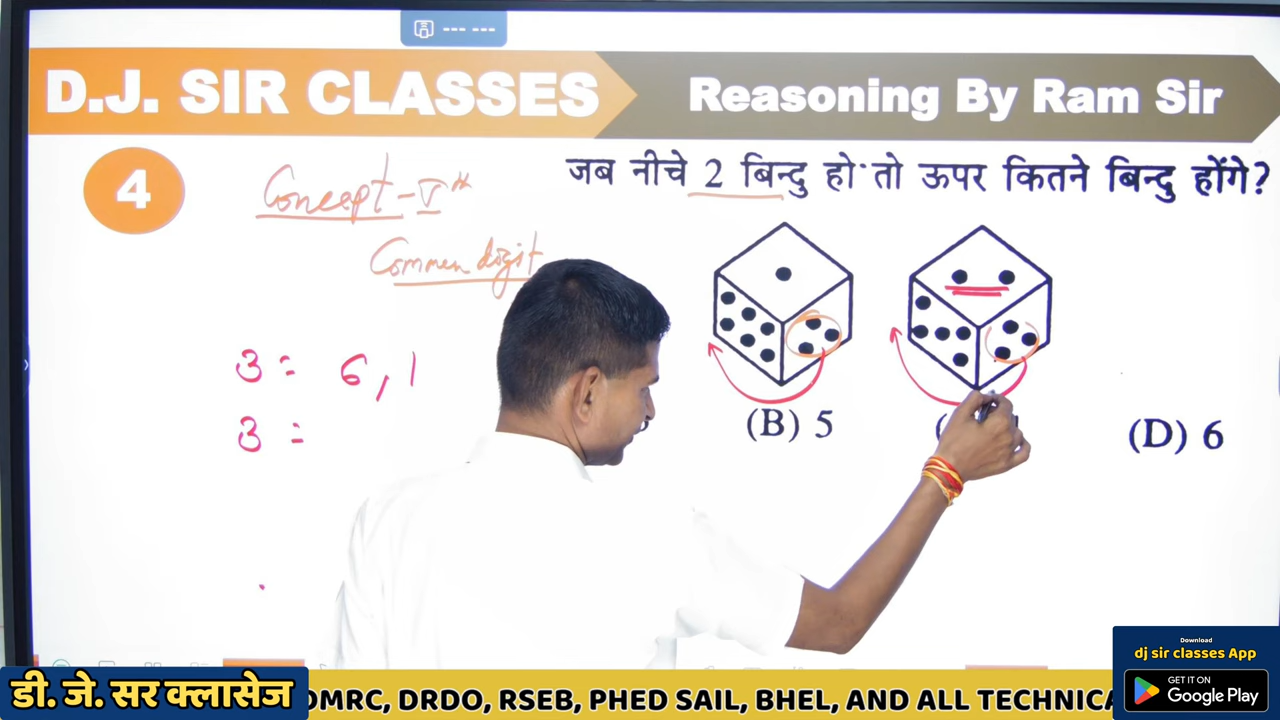 D.J. SIR CLASSES
Reasoning By Ram Sir
4
Concept - V
जब नीचे 2 बिन्दु हो तो ऊपर कितने बिन्दु होंगे?
Common digit
3 = 6, 1
3 =
(B) 5
(D) 6
Download
dj sir classes App
GET IT ON
Google Play
डी. जे. सर क्लासेज
DMRC, DRDO, RSEB, PHED SAIL, BHEL, AND ALL TECHNICA